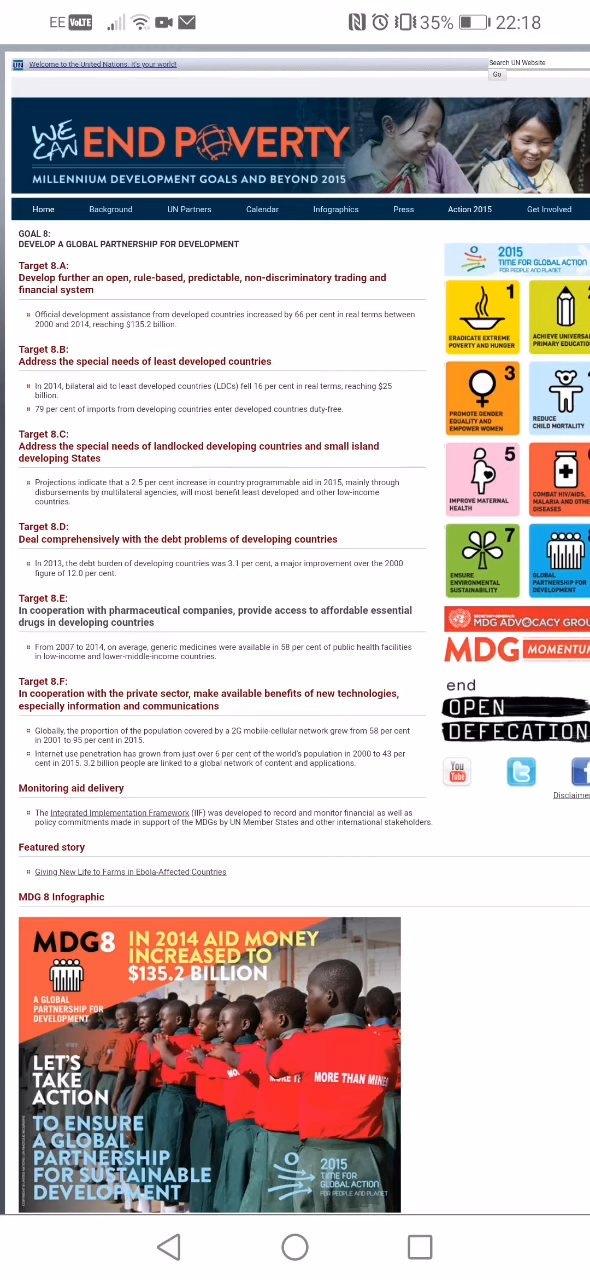 EE VoLTE 35% 22:18
UN Welcome to the United Nations, it's your world!
Search UN Website
Go
WE CAN END POVERTY
MILLENNIUM DEVELOPMENT GOALS AND BEYOND 2015
Home Background UN Partners Calendar Infographics Press Action 2015 Get Involved
GOAL 8:
DEVELOP A GLOBAL PARTNERSHIP FOR DEVELOPMENT
Target 8.A:
Develop further an open, rule-based, predictable, non-discriminatory trading and
financial system
Official development assistance from developed countries increased by 66 per cent in real terms between
2000 and 2014, reaching $135.2 billion.
Target 8.B:
Address the special needs of least developed countries
In 2014, bilateral aid to least developed countries (LDCs) fell 16 per cent in real terms, reaching $25
billion.
79 per cent of imports from developing countries enter developed countries duty-free.
Target 8.C:
Address the special needs of landlocked developing countries and small island
developing States
Projections indicate that a 2.5 per cent increase in country programmable aid in 2015, mainly through
disbursements by multilateral agencies, will most benefit least developed and other low-income
countries.
Target 8.D:
Deal comprehensively with the debt problems of developing countries
In 2013, the debt burden of developing countries was 3.1 per cent, a major improvement over the 2000
figure of 12.0 per cent.
Target 8.E:
In cooperation with pharmaceutical companies, provide access to affordable essential
drugs in developing countries
From 2007 to 2014, on average, generic medicines were available in 58 per cent of public health facilities
in low-income and lower-middle-income countries.
Target 8.F:
In cooperation with the private sector, make available benefits of new technologies,
especially information and communications
Globally, the proportion of the population covered by a 2G mobile-cellular network grew from 58 per cent
in 2001 to 95 per cent in 2015.
Internet use penetration has grown from just over 6 per cent of the world's population in 2000 to 43 per
cent in 2015. 3.2 billion people are linked to a global network of content and applications.
Monitoring aid delivery
The Integrated Implementation Framework (IIF) was developed to record and monitor financial as well as
policy commitments made in support of the MDGs by UN Member States and other international stakeholders.
Featured story
Giving New Life to Farms in Ebola-Affected Countries
MDG 8 Infographic
2015
TIME FOR GLOBAL ACTION
FOR PEOPLE AND PLANET
1
ERADICATE EXTREME
POVERTY AND HUNGER
2
ACHIEVE UNIVERSA
PRIMARY EDUCATIO
3
PROMOTE GENDER
EQUALITY AND
EMPOWER WOMEN
REDUCE
CHILD MORTALITY
5
IMPROVE MATERNAL
HEALTH
COMBAT HIV/AIDS,
MALARIA AND OTHE
DISEASES
7
ENSURE
ENVIRONMENTAL
SUSTAINABILITY
8
GLOBAL
PARTNERSHIP FOR
DEVELOPMENT
SECRETARY-GENERAL'S
MDG ADVOCACY GROU
MDG MOMENTU
end
OPEN
DEFECATION
You
Tube
Disclaimer
MDG8
IN 2014 AID MONEY
INCREASED TO
$135.2 BILLION
A GLOBAL
PARTNERSHIP FOR
DEVELOPMENT
LET'S
TAKE
ACTION
TO ENSURE
A GLOBAL
PARTNERSHIP
FOR SUSTAINABLE
DEVELOPMENT
MORE THAN MINE
2015
TIME FOR
GLOBAL ACTION
FOR PEOPLE AND PLANET